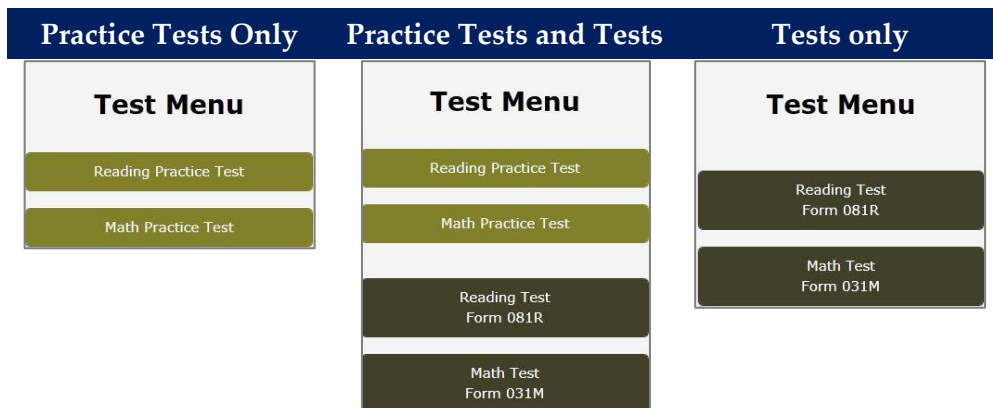 Practice Tests Only
Practice Tests and Tests
Tests only
Test Menu
Reading Practice Test
Math Practice Test
Test Menu
Reading Practice Test
Math Practice Test
Reading Test
Form 081R
Math Test
Form 031M
Test Menu
Reading Test
Form 081R
Math Test
Form 031M